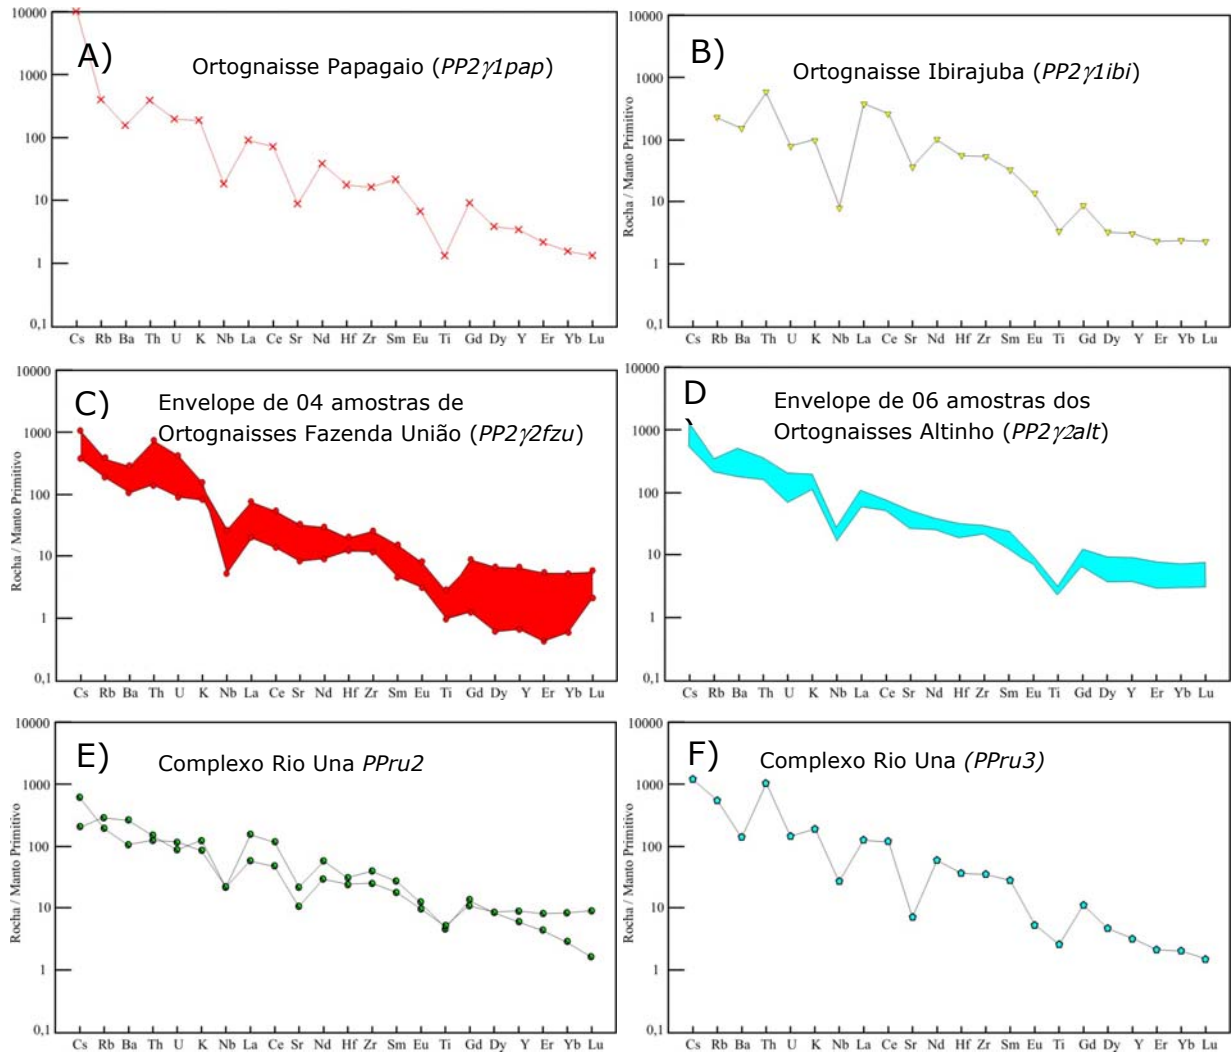 A)
Ortognaisse Papagaio (PP2γ1pap)
10000
1000
100
10
1
0,1
Cs Rb Ba Th U K Nb La Ce Sr Nd Hf Zr Sm Eu Ti Gd Dy Y Er Yb Lu
B)
Ortognaisse Ibirajuba (PP2γ1ibi)
Rocha / Manto Primitivo
10000
1000
100
10
1
0,1
Cs Rb Ba Th U K Nb La Ce Sr Nd Hf Zr Sm Eu Ti Gd Dy Y Er Yb Lu
C)
Envelope de 04 amostras de
Ortognaisses Fazenda União (PP2γ2fzu)
Rocha / Manto Primitivo
10000
1000
100
10
1
0,1
Cs Rb Ba Th U K Nb La Ce Sr Nd Hf Zr Sm Eu Ti Gd Dy Y Er Yb Lu
D
)
Envelope de 06 amostras dos
Ortognaisses Altinho (PP2γ2alt)
Rocha / Manto Primitivo
10000
1000
100
10
1
0,1
Cs Rb Ba Th U K Nb La Ce Sr Nd Hf Zr Sm Eu Ti Gd Dy Y Er Yb Lu
E)
Complexo Rio Una PPru2
Rocha / Manto Primitivo
10000
1000
100
10
1
0,1
Cs Rb Ba Th U K Nb La Ce Sr Nd Hf Zr Sm Eu Ti Gd Dy Y Er Yb Lu
F)
Complexo Rio Una (PPru3)
Rocha / Manto Primitivo
10000
1000
100
10
1
0,1
Cs Rb Ba Th U K Nb La Ce Sr Nd Hf Zr Sm Eu Ti Gd Dy Y Er Yb Lu